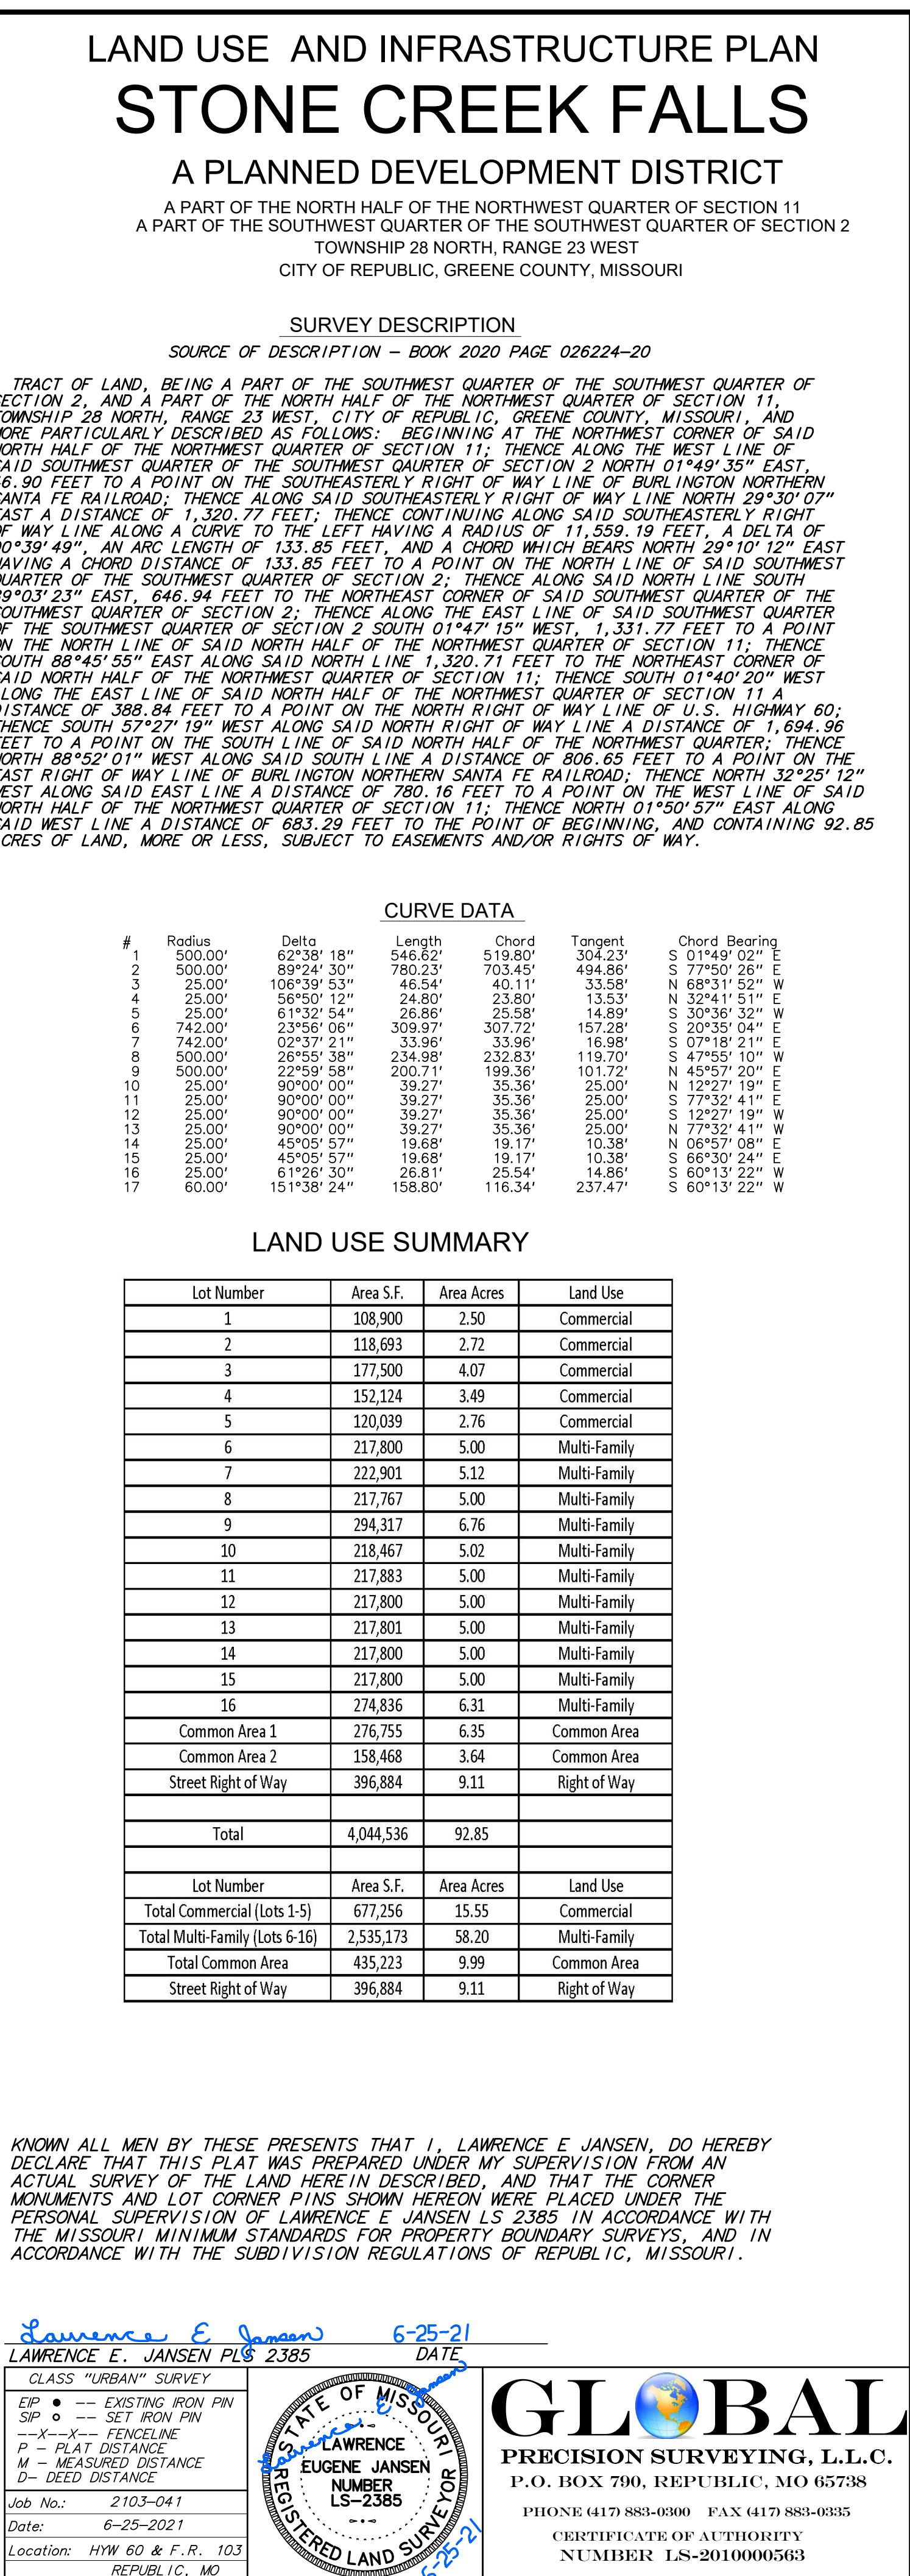 LAND USE AND INFRASTRUCTURE PLAN
STONE CREEK FALLS
A PLANNED DEVELOPMENT DISTRICT
A PART OF THE NORTH HALF OF THE NORTHWEST QUARTER OF SECTION 11
A PART OF THE SOUTHWEST QUARTER OF THE SOUTHWEST QUARTER OF SECTION 2
TOWNSHIP 28 NORTH, RANGE 23 WEST
CITY OF REPUBLIC, GREENE COUNTY, MISSOURI
SURVEY DESCRIPTION
SOURCE OF DESCRIPTION – BOOK 2020 PAGE 026224–20
TRACT OF LAND, BEING A PART OF THE SOUTHWEST QUARTER OF THE SOUTHWEST QUARTER OF
ECTION 2, AND A PART OF THE NORTH HALF OF THE NORTHWEST QUARTER OF SECTION 11,
OWNSHIP 28 NORTH, RANGE 23 WEST, CITY OF REPUBLIC, GREENE COUNTY, MISSOURI, AND
ORE PARTICULARLY DESCRIBED AS FOLLOWS: BEGINNING AT THE NORTHWEST CORNER OF SAID
ORTH HALF OF THE NORTHWEST QUARTER OF SECTION 11; THENCE ALONG THE WEST LINE OF
AID SOUTHWEST QUARTER OF THE SOUTHWEST QAURTER OF SECTION 2 NORTH 01°49'35" EAST,
6.90 FEET TO A POINT ON THE SOUTHEASTERLY RIGHT OF WAY LINE OF BURLINGTON NORTHERN
ANTA FE RAILROAD; THENCE ALONG SAID SOUTHEASTERLY RIGHT OF WAY LINE NORTH 29°30'07"
AST A DISTANCE OF 1,320.77 FEET; THENCE CONTINUING ALONG SAID SOUTHEASTERLY RIGHT
F WAY LINE ALONG A CURVE TO THE LEFT HAVING A RADIUS OF 11,559.19 FEET, A DELTA OF
0°39'49", AN ARC LENGTH OF 133.85 FEET, AND A CHORD WHICH BEARS NORTH 29°10'12" EAST
AVING A CHORD DISTANCE OF 133.85 FEET TO A POINT ON THE NORTH LINE OF SAID SOUTHWEST
UARTER OF THE SOUTHWEST QUARTER OF SECTION 2; THENCE ALONG SAID NORTH LINE SOUTH
9°03'23" EAST, 646.94 FEET TO THE NORTHEAST CORNER OF SAID SOUTHWEST QUARTER OF THE
OUTHWEST QUARTER OF SECTION 2; THENCE ALONG THE EAST LINE OF SAID SOUTHWEST QUARTER
F THE SOUTHWEST QUARTER OF SECTION 2 SOUTH 01°47'15" WEST, 1,331.77 FEET TO A POINT
N THE NORTH LINE OF SAID NORTH HALF OF THE NORTHWEST QUARTER OF SECTION 11; THENCE
OUTH 88°45'55" EAST ALONG SAID NORTH LINE 1,320.71 FEET TO THE NORTHEAST CORNER OF
AID NORTH HALF OF THE NORTHWEST QUARTER OF SECTION 11; THENCE SOUTH 01°40'20" WEST
LONG THE EAST LINE OF SAID NORTH HALF OF THE NORTHWEST QUARTER OF SECTION 11 A
ISTANCE OF 388.84 FEET TO A POINT ON THE NORTH RIGHT OF WAY LINE OF U.S. HIGHWAY 60;
HENCE SOUTH 57°27'19" WEST ALONG SAID NORTH RIGHT OF WAY LINE A DISTANCE OF 1,694.96
EET TO A POINT ON THE SOUTH LINE OF SAID NORTH HALF OF THE NORTHWEST QUARTER; THENCE
ORTH 88°52'01" WEST ALONG SAID SOUTH LINE A DISTANCE OF 806.65 FEET TO A POINT ON THE
AST RIGHT OF WAY LINE OF BURLINGTON NORTHERN SANTA FE RAILROAD; THENCE NORTH 32°25'12"
EST ALONG SAID EAST LINE A DISTANCE OF 780.16 FEET TO A POINT ON THE WEST LINE OF SAID
ORTH HALF OF THE NORTHWEST QUARTER OF SECTION 11; THENCE NORTH 01°50'57" EAST ALONG
AID WEST LINE A DISTANCE OF 683.29 FEET TO THE POINT OF BEGINNING, AND CONTAINING 92.85
CRES OF LAND, MORE OR LESS, SUBJECT TO EASEMENTS AND/OR RIGHTS OF WAY.
CURVE DATA
# Radius Delta Length Chord Tangent Chord Bearing
1 500.00' 62°38'18" 546.62' 519.80' 304.23' S 01°49'02" E
2 500.00' 89°24'30" 780.23' 703.45' 494.86' S 77°50'26" E
3 25.00' 106°39'53" 46.54' 40.11' 33.58' N 68°31'52" W
4 25.00' 56°50'12" 24.80' 23.80' 13.53' N 32°41'51" E
5 25.00' 61°32'54" 26.86' 25.58' 14.89' S 30°36'32" W
6 742.00' 23°56'06" 309.97' 307.72' 157.28' S 20°35'04" E
7 742.00' 02°37'21" 33.96' 33.96' 16.98' S 07°18'21" E
8 500.00' 26°55'38" 234.98' 232.83' 119.70' S 47°55'10" W
9 500.00' 22°59'58" 200.71' 199.36' 101.72' N 45°57'20" E
10 25.00' 90°00'00" 39.27' 35.36' 25.00' N 12°27'19" E
11 25.00' 90°00'00" 39.27' 35.36' 25.00' S 77°32'41" E
12 25.00' 90°00'00" 39.27' 35.36' 25.00' S 12°27'19" W
13 25.00' 90°00'00" 39.27' 35.36' 25.00' N 77°32'41" W
14 25.00' 45°05'57" 19.68' 19.17' 10.38' N 06°57'08" E
15 25.00' 45°05'57" 19.68' 19.17' 10.38' S 66°30'24" E
16 25.00' 61°26'30" 26.81' 25.54' 14.86' S 60°13'22" W
17 60.00' 151°38'24" 158.80' 116.34' 237.47' S 60°13'22" W
LAND USE SUMMARY
Lot Number Area S.F. Area Acres Land Use
1 108,900 2.50 Commercial
2 118,693 2.72 Commercial
3 177,500 4.07 Commercial
4 152,124 3.49 Commercial
5 120,039 2.76 Commercial
6 217,800 5.00 Multi-Family
7 222,901 5.12 Multi-Family
8 217,767 5.00 Multi-Family
9 294,317 6.76 Multi-Family
10 218,467 5.02 Multi-Family
11 217,883 5.00 Multi-Family
12 217,800 5.00 Multi-Family
13 217,801 5.00 Multi-Family
14 217,800 5.00 Multi-Family
15 217,800 5.00 Multi-Family
16 274,836 6.31 Multi-Family
Common Area 1 276,755 6.35 Common Area
Common Area 2 158,468 3.64 Common Area
Street Right of Way 396,884 9.11 Right of Way
Total 4,044,536 92.85
Lot Number Area S.F. Area Acres Land Use
Total Commercial (Lots 1-5) 677,256 15.55 Commercial
Total Multi-Family (Lots 6-16) 2,535,173 58.20 Multi-Family
Total Common Area 435,223 9.99 Common Area
Street Right of Way 396,884 9.11 Right of Way
KNOWN ALL MEN BY THESE PRESENTS THAT I, LAWRENCE E JANSEN, DO HEREBY
DECLARE THAT THIS PLAT WAS PREPARED UNDER MY SUPERVISION FROM AN
ACTUAL SURVEY OF THE LAND HEREIN DESCRIBED, AND THAT THE CORNER
MONUMENTS AND LOT CORNER PINS SHOWN HEREON WERE PLACED UNDER THE
PERSONAL SUPERVISION OF LAWRENCE E JANSEN LS 2385 IN ACCORDANCE WITH
THE MISSOURI MINIMUM STANDARDS FOR PROPERTY BOUNDARY SURVEYS, AND IN
ACCORDANCE WITH THE SUBDIVISION REGULATIONS OF REPUBLIC, MISSOURI.
Lawrence E Jansen 6-25-21
LAWRENCE E. JANSEN PLS 2385 DATE
CLASS "URBAN" SURVEY
EIP ● –– EXISTING IRON PIN
SIP o –– SET IRON PIN
––X––X–– FENCELINE
P – PLAT DISTANCE
M – MEASURED DISTANCE
D– DEED DISTANCE
Job No.: 2103–041
Date: 6–25–2021
Location: HYW 60 & F.R. 103
REPUBLIC, MO
STATE OF MISSOURI
LAWRENCE
EUGENE JANSEN
NUMBER
LS–2385
REGISTERED LAND SURVEYOR
Lawrence E Jansen
6-25-21
GLOBAL
PRECISION SURVEYING, L.L.C.
P.O. BOX 790, REPUBLIC, MO 65738
PHONE (417) 883-0300 FAX (417) 883-0335
CERTIFICATE OF AUTHORITY
NUMBER LS-2010000563